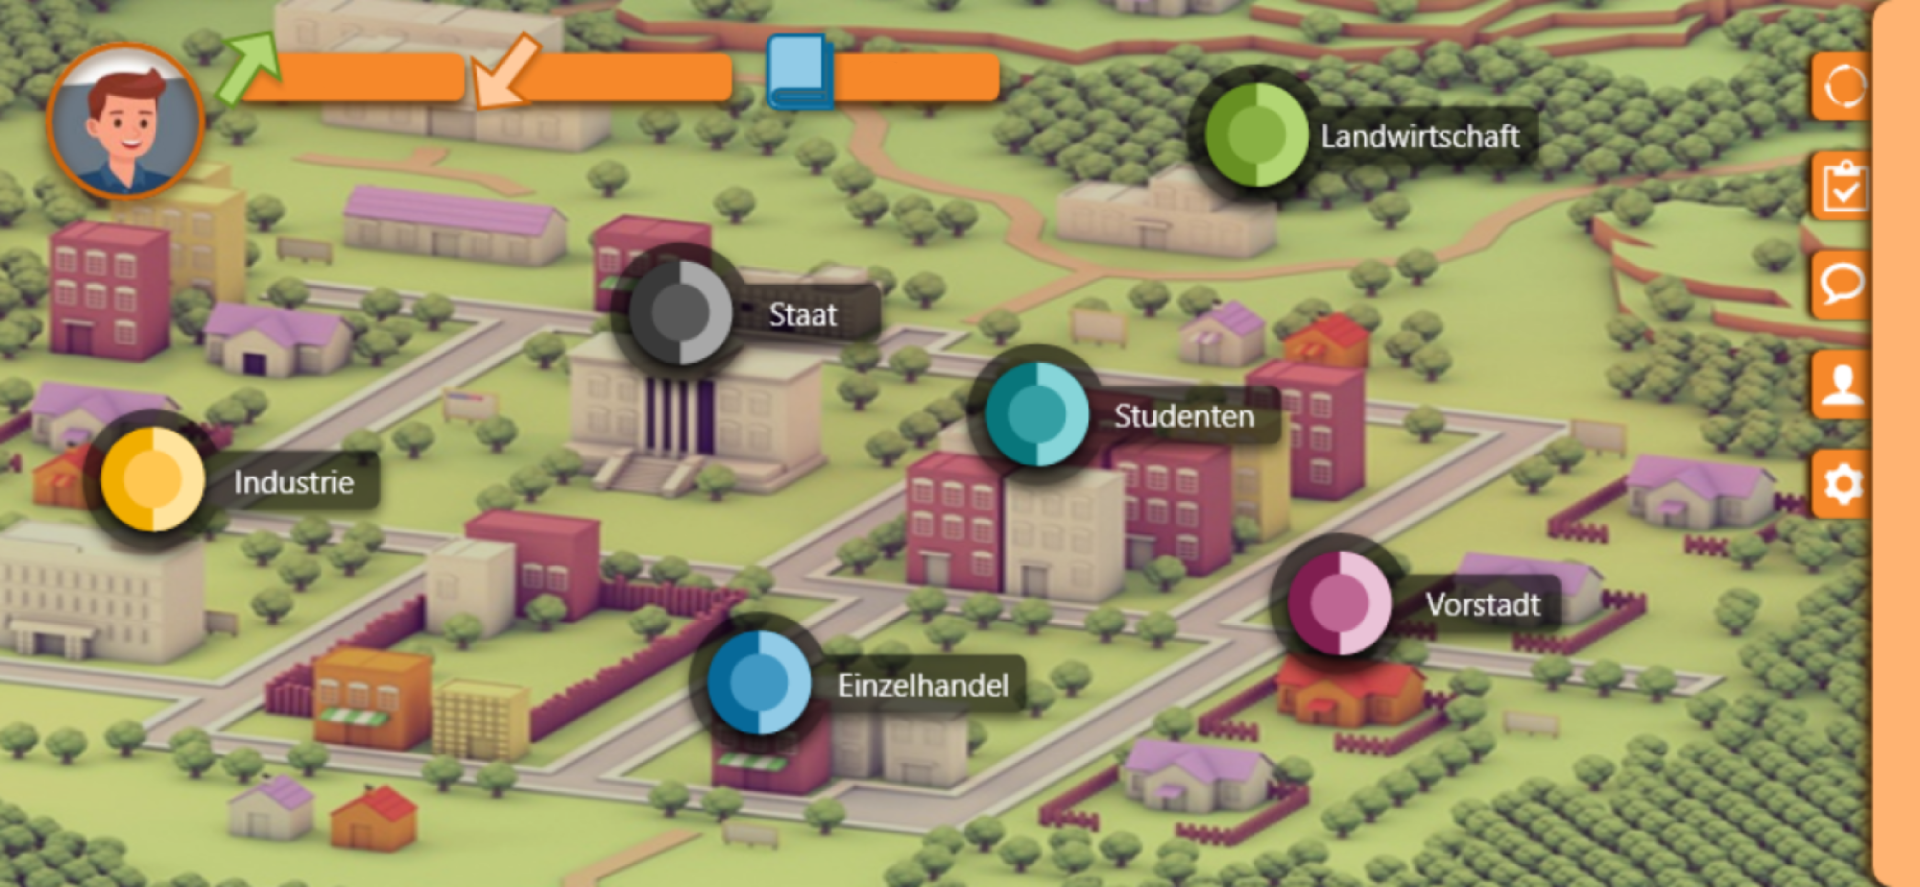 Landwirtschaft
Staat
Studenten
Industrie
Vorstadt
Einzelhandel